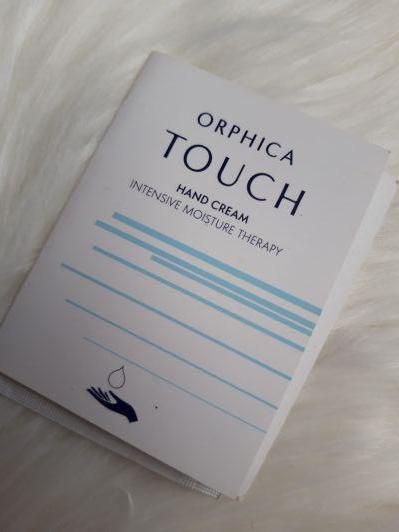 ORPHICA
TOUCH
HAND CREAM
INTENSIVE MOISTURE THERAPY